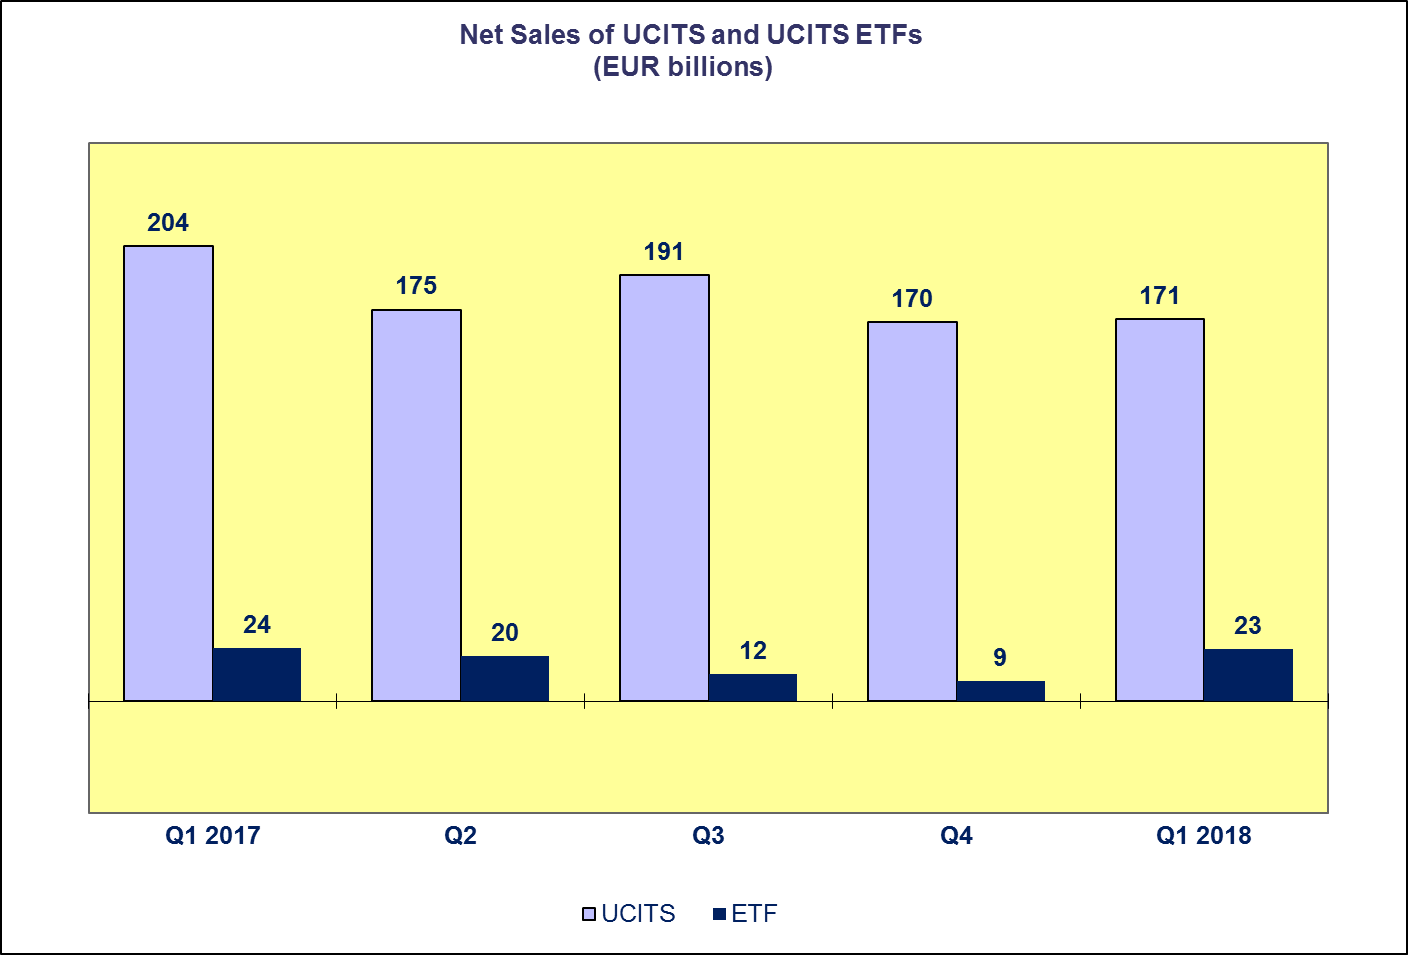 Net Sales of UCITS and UCITS ETFs
(EUR billions)
204
175
191
170
171
24
20
12
9
23
Q1 2017 Q2 Q3 Q4 Q1 2018
UCITS ETF